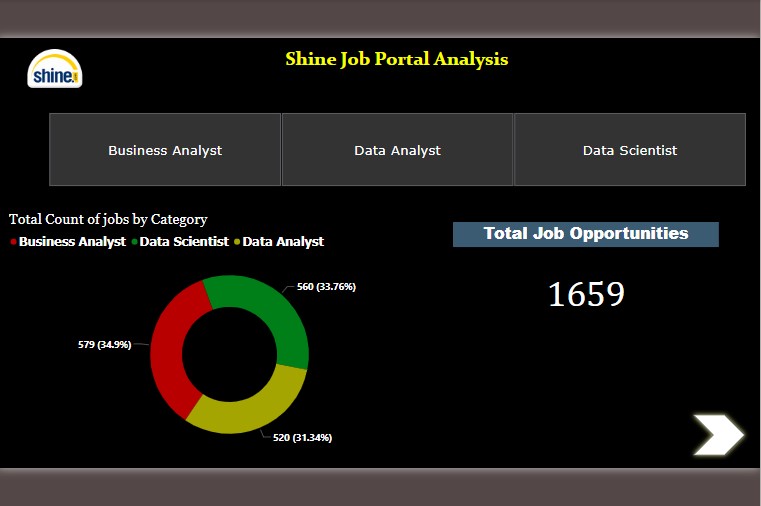 Shine Job Portal Analysis
shine
Business Analyst
Data Analyst
Data Scientist
Total Count of jobs by Category
Business Analyst Data Scientist Data Analyst
Total Job Opportunities
1659
560 (33.76%)
579 (34.9%)
520 (31.34%)